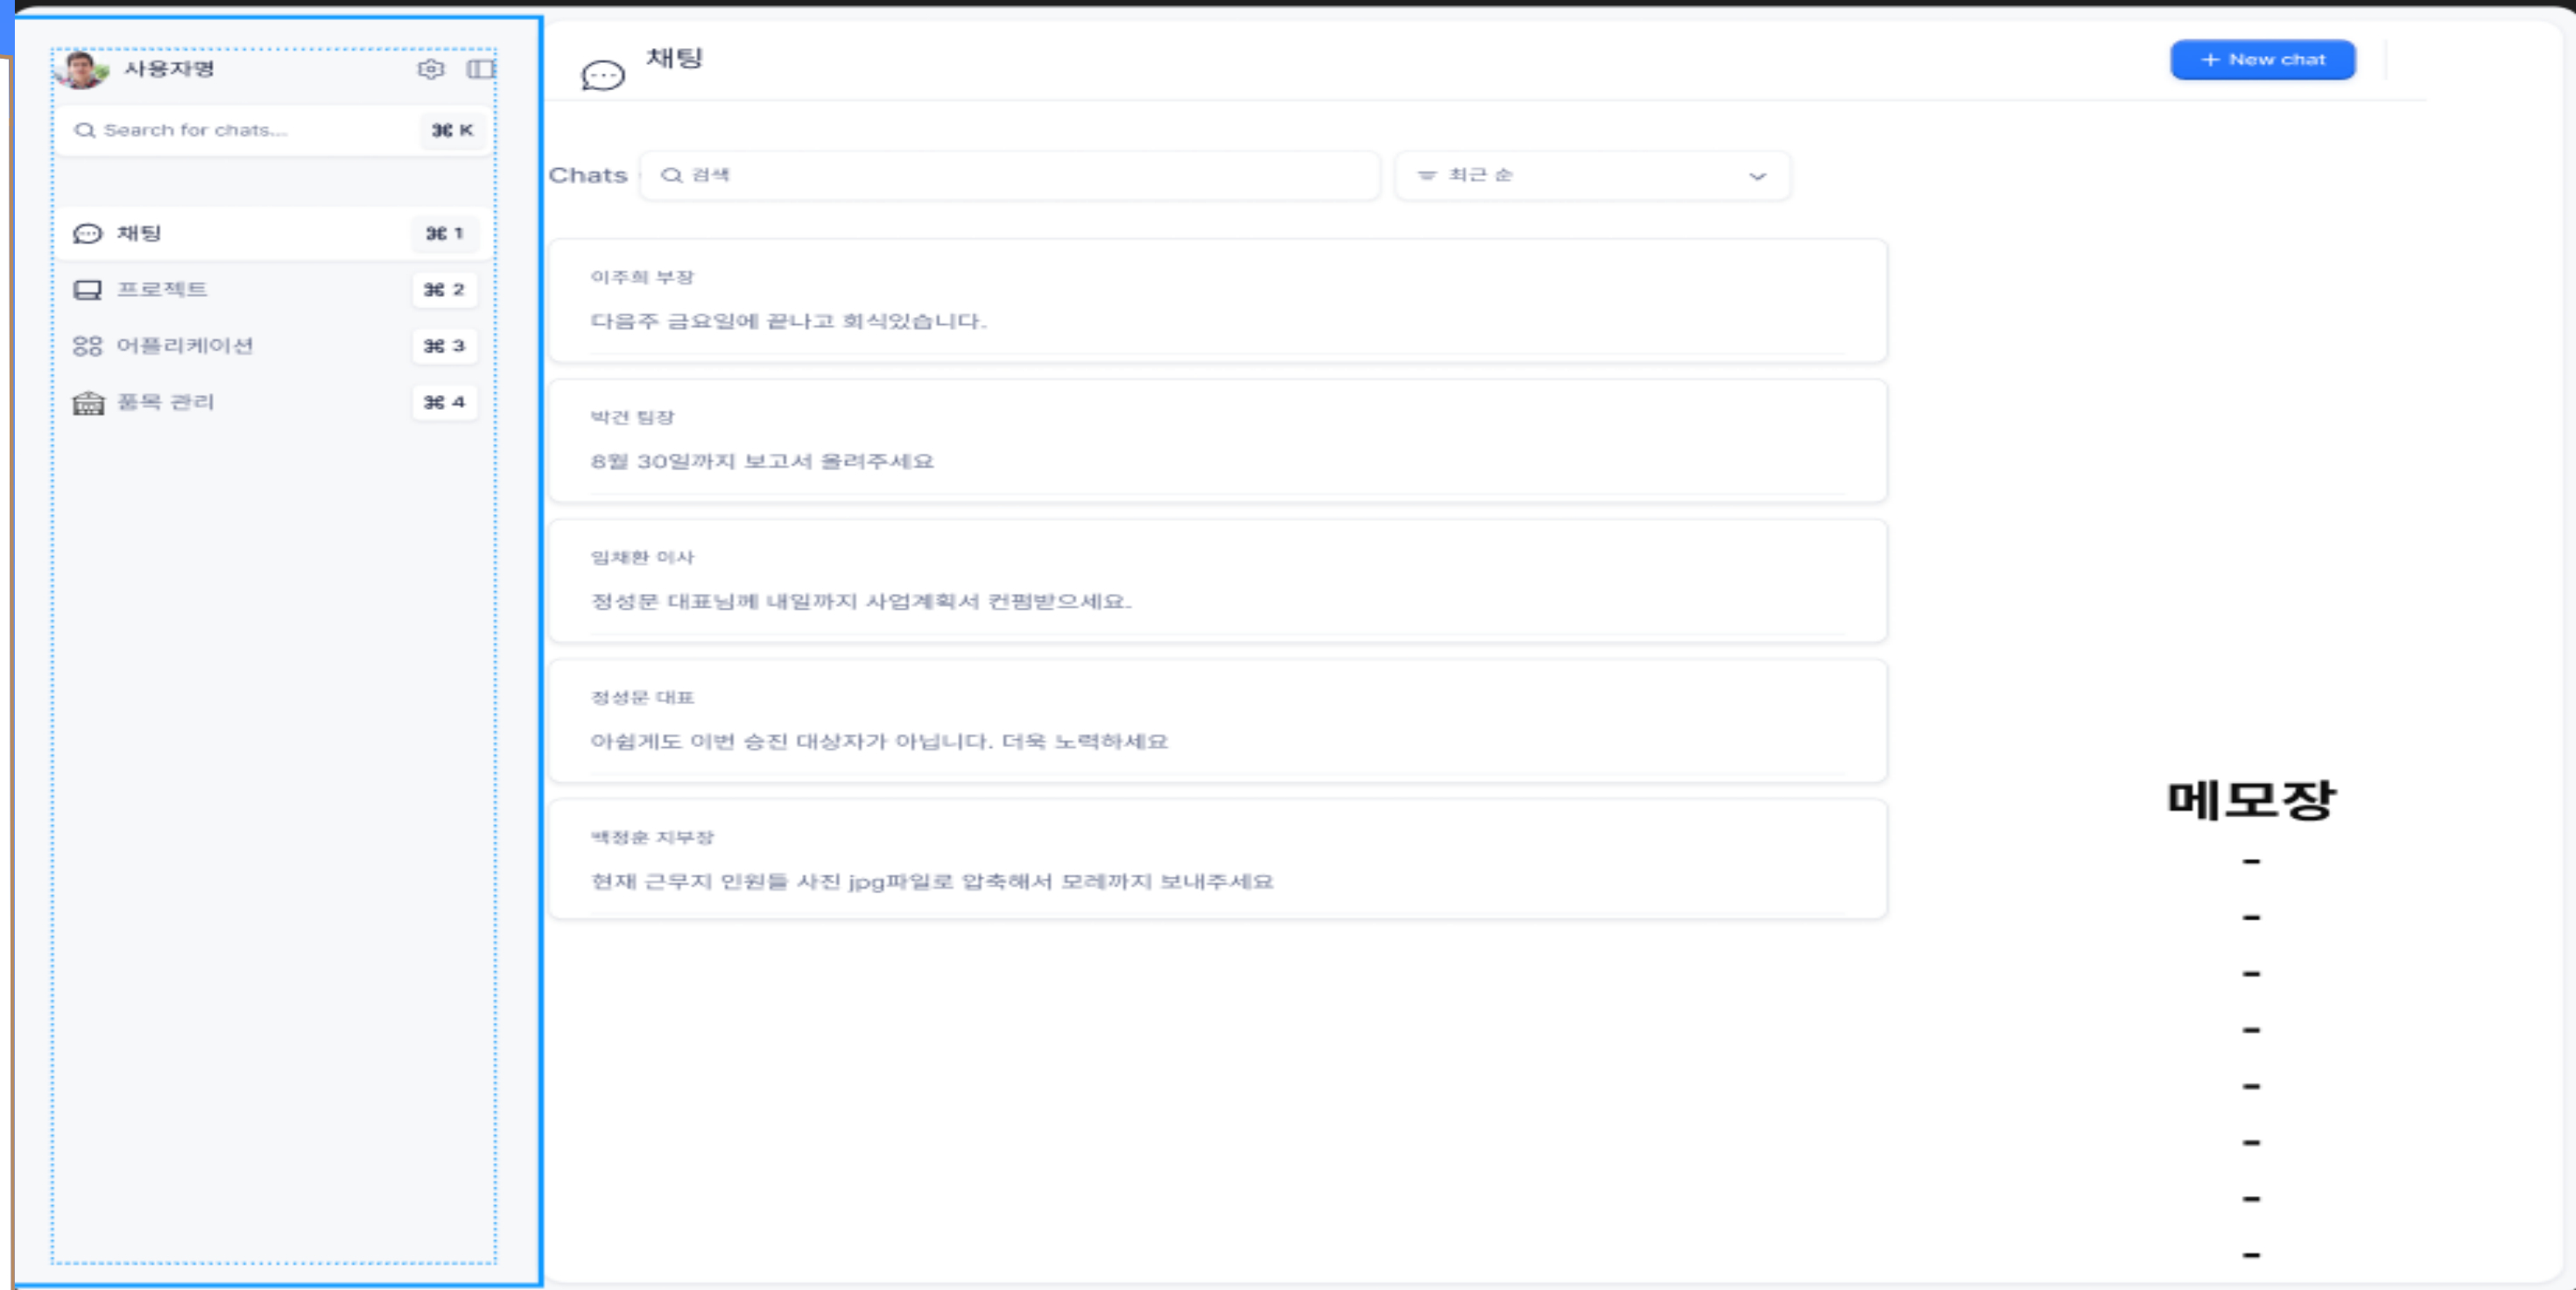 사용자명
Search for chats...
⌘ K
채팅
⌘ 1
프로젝트
⌘ 2
어플리케이션
⌘ 3
품목 관리
⌘ 4
채팅
+ New chat
Chats
검색
최근 순
이주희 부장
다음주 금요일에 끝나고 회식있습니다.
박건 팀장
8월 30일까지 보고서 올려주세요
임채환 이사
정성문 대표님께 내일까지 사업계획서 컨펌받으세요.
정성문 대표
아쉽게도 이번 승진 대상자가 아닙니다. 더욱 노력하세요
백정훈 지부장
현재 근무지 인원들 사진 jpg파일로 압축해서 모레까지 보내주세요
메모장
-
-
-
-
-
-
-
-